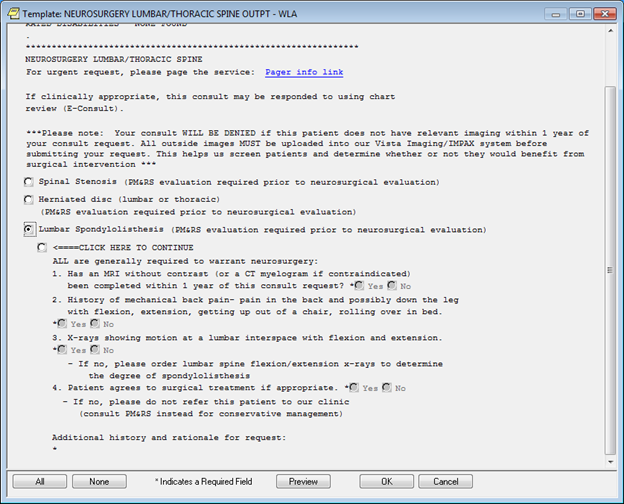 Template: NEUROSURGERY LUMBAR/THORACIC SPINE OUTPT - WLA
RATED DISABILITIES - NONE FOUND
.
****************************************************************
NEUROSURGERY LUMBAR/THORACIC SPINE
For urgent request, please page the service: Pager info link
If clinically appropriate, this consult may be responded to using chart
review (E-Consult).
***Please note: Your consult WILL BE DENIED if this patient does not have relevant imaging within 1 year of
your consult request. All outside images MUST be uploaded into our Vista Imaging/IMPAX system before
submitting your request. This helps us screen patients and determine whether or not they would benefit from
surgical intervention ***
Spinal Stenosis (PM&RS evaluation required prior to neurosurgical evaluation)
Herniated disc (lumbar or thoracic)
(PM&RS evaluation required prior to neurosurgical evaluation)
Lumbar Spondylolisthesis (PM&RS evaluation required prior to neurosurgical evaluation)
<====CLICK HERE TO CONTINUE
ALL are generally required to warrant neurosurgery:
1. Has an MRI without contrast (or a CT myelogram if contraindicated)
been completed within 1 year of this consult request? * Yes No
2. History of mechanical back pain- pain in the back and possibly down the leg
with flexion, extension, getting up out of a chair, rolling over in bed.
* Yes No
3. X-rays showing motion at a lumbar interspace with flexion and extension.
* Yes No
- If no, please order lumbar spine flexion/extension x-rays to determine
the degree of spondylolisthesis
4. Patient agrees to surgical treatment if appropriate. * Yes No
- If no, please do not refer this patient to our clinic
(consult PM&RS instead for conservative management)
Additional history and rationale for request:
*
All None * Indicates a Required Field Preview OK Cancel